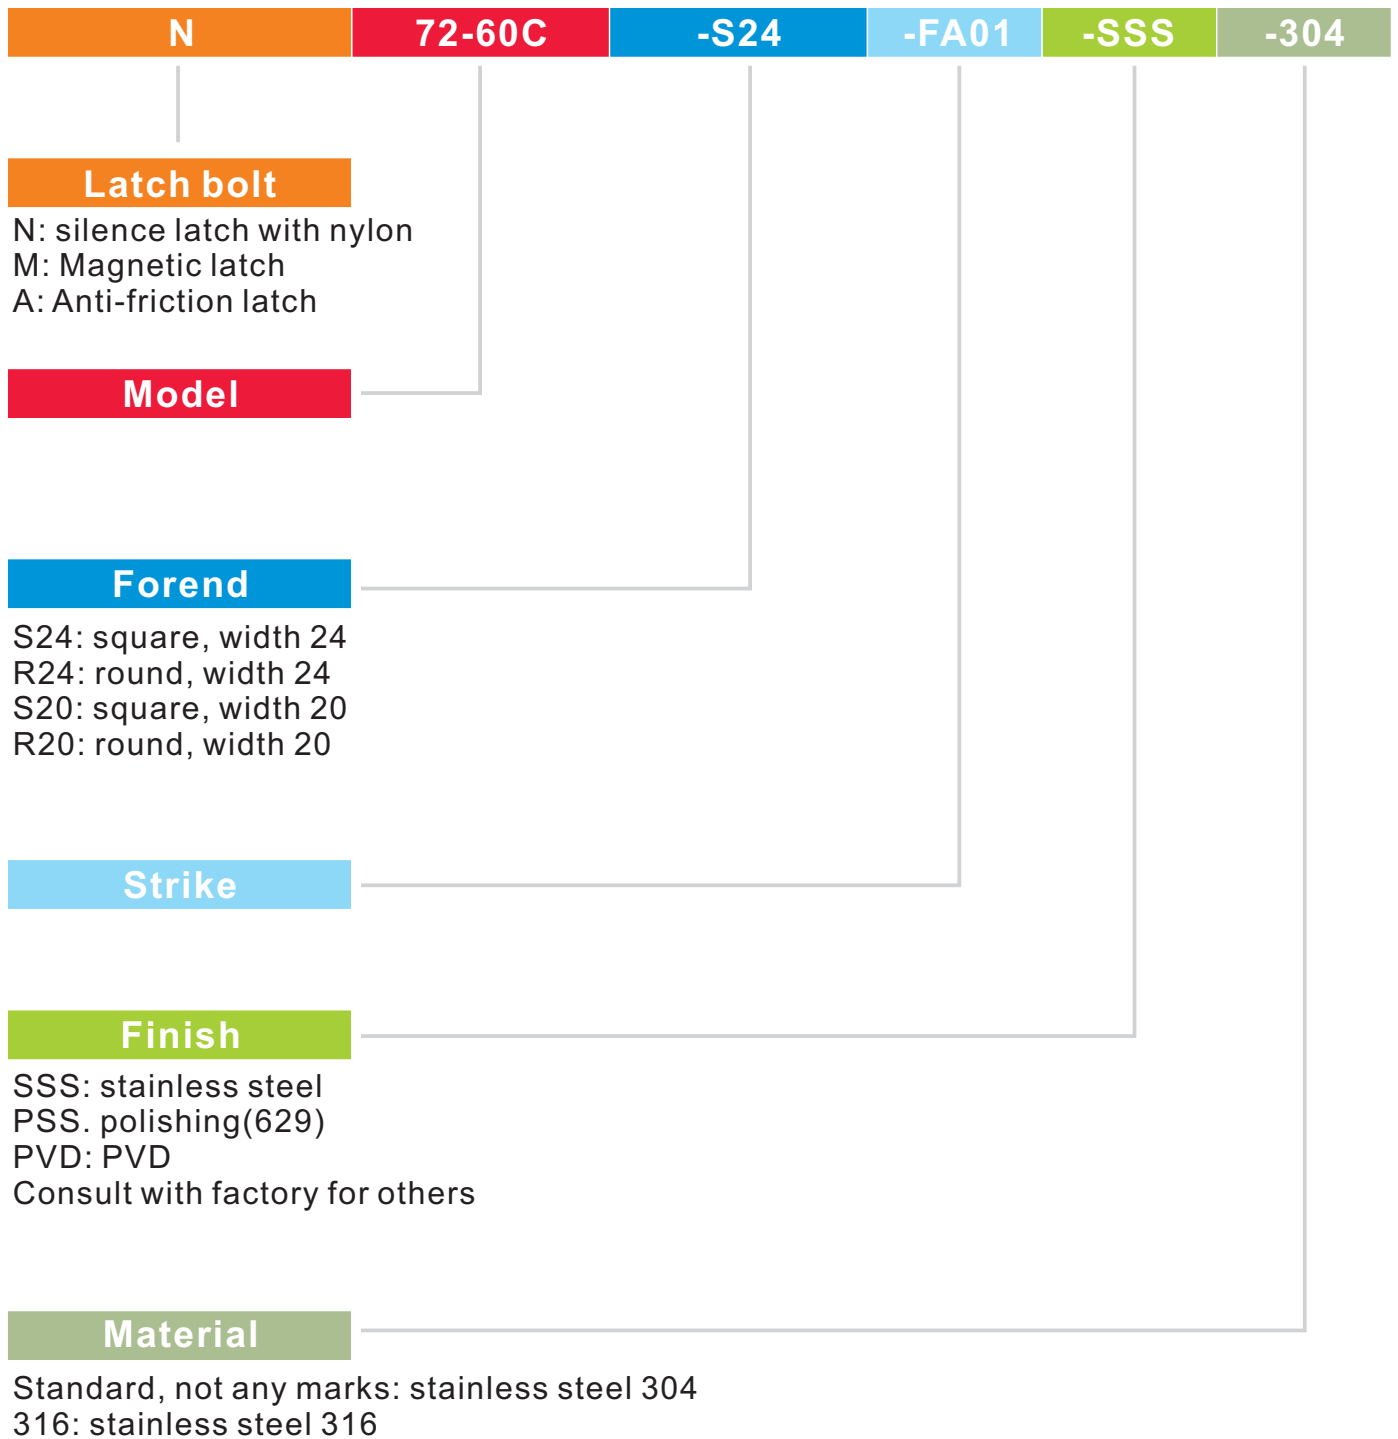 N 72-60C -S24 -FA01 -SSS -304
Latch bolt
N: silence latch with nylon
M: Magnetic latch
A: Anti-friction latch
Model
Forend
S24: square, width 24
R24: round, width 24
S20: square, width 20
R20: round, width 20
Strike
Finish
SSS: stainless steel
PSS. polishing(629)
PVD: PVD
Consult with factory for others
Material
Standard, not any marks: stainless steel 304
316: stainless steel 316